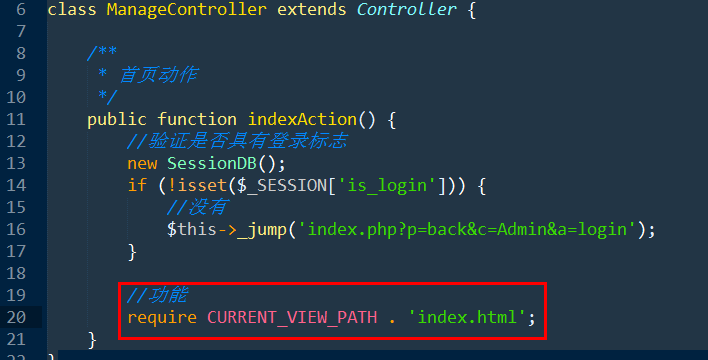 6 class ManageController extends Controller {
7
8 /**
9 * 首页动作
10 */
11 public function indexAction() {
12 //验证是否具有登录标志
13 new SessionDB();
14 if (!isset($_SESSION['is_login'])) {
15 //没有
16 $this->_jump('index.php?p=back&c=Admin&a=login');
17 }
18
19 //功能
20 require CURRENT_VIEW_PATH . 'index.html';
21 }
22 }